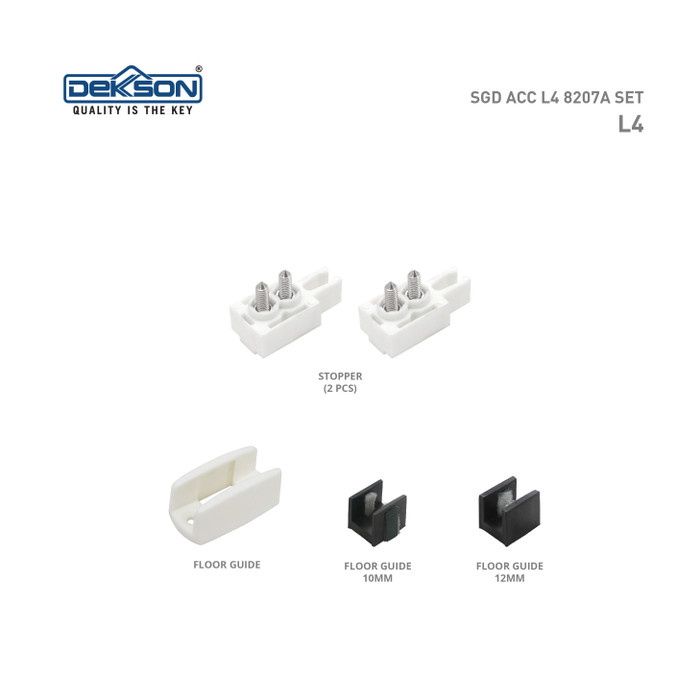 DEKSON®
QUALITY IS THE KEY
SGD ACC L4 8207A SET
L4
STOPPER
(2 PCS)
FLOOR GUIDE
FLOOR GUIDE
10MM
FLOOR GUIDE
12MM